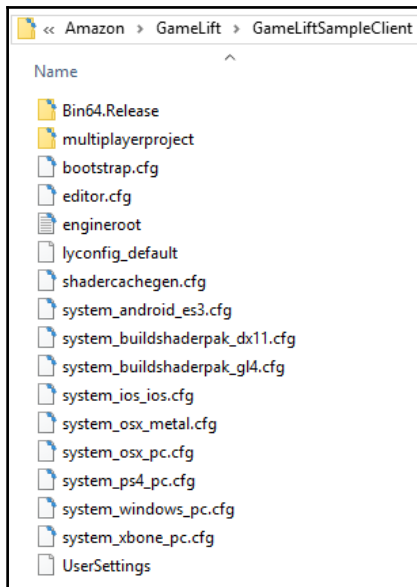 « Amazon > GameLift > GameLiftSampleClient
Name
Bin64.Release
multiplayerproject
bootstrap.cfg
editor.cfg
engineroot
lyconfig_default
shadercachegen.cfg
system_android_es3.cfg
system_buildshaderpak_dx11.cfg
system_buildshaderpak_gl4.cfg
system_ios_ios.cfg
system_osx_metal.cfg
system_osx_pc.cfg
system_ps4_pc.cfg
system_windows_pc.cfg
system_xbone_pc.cfg
UserSettings